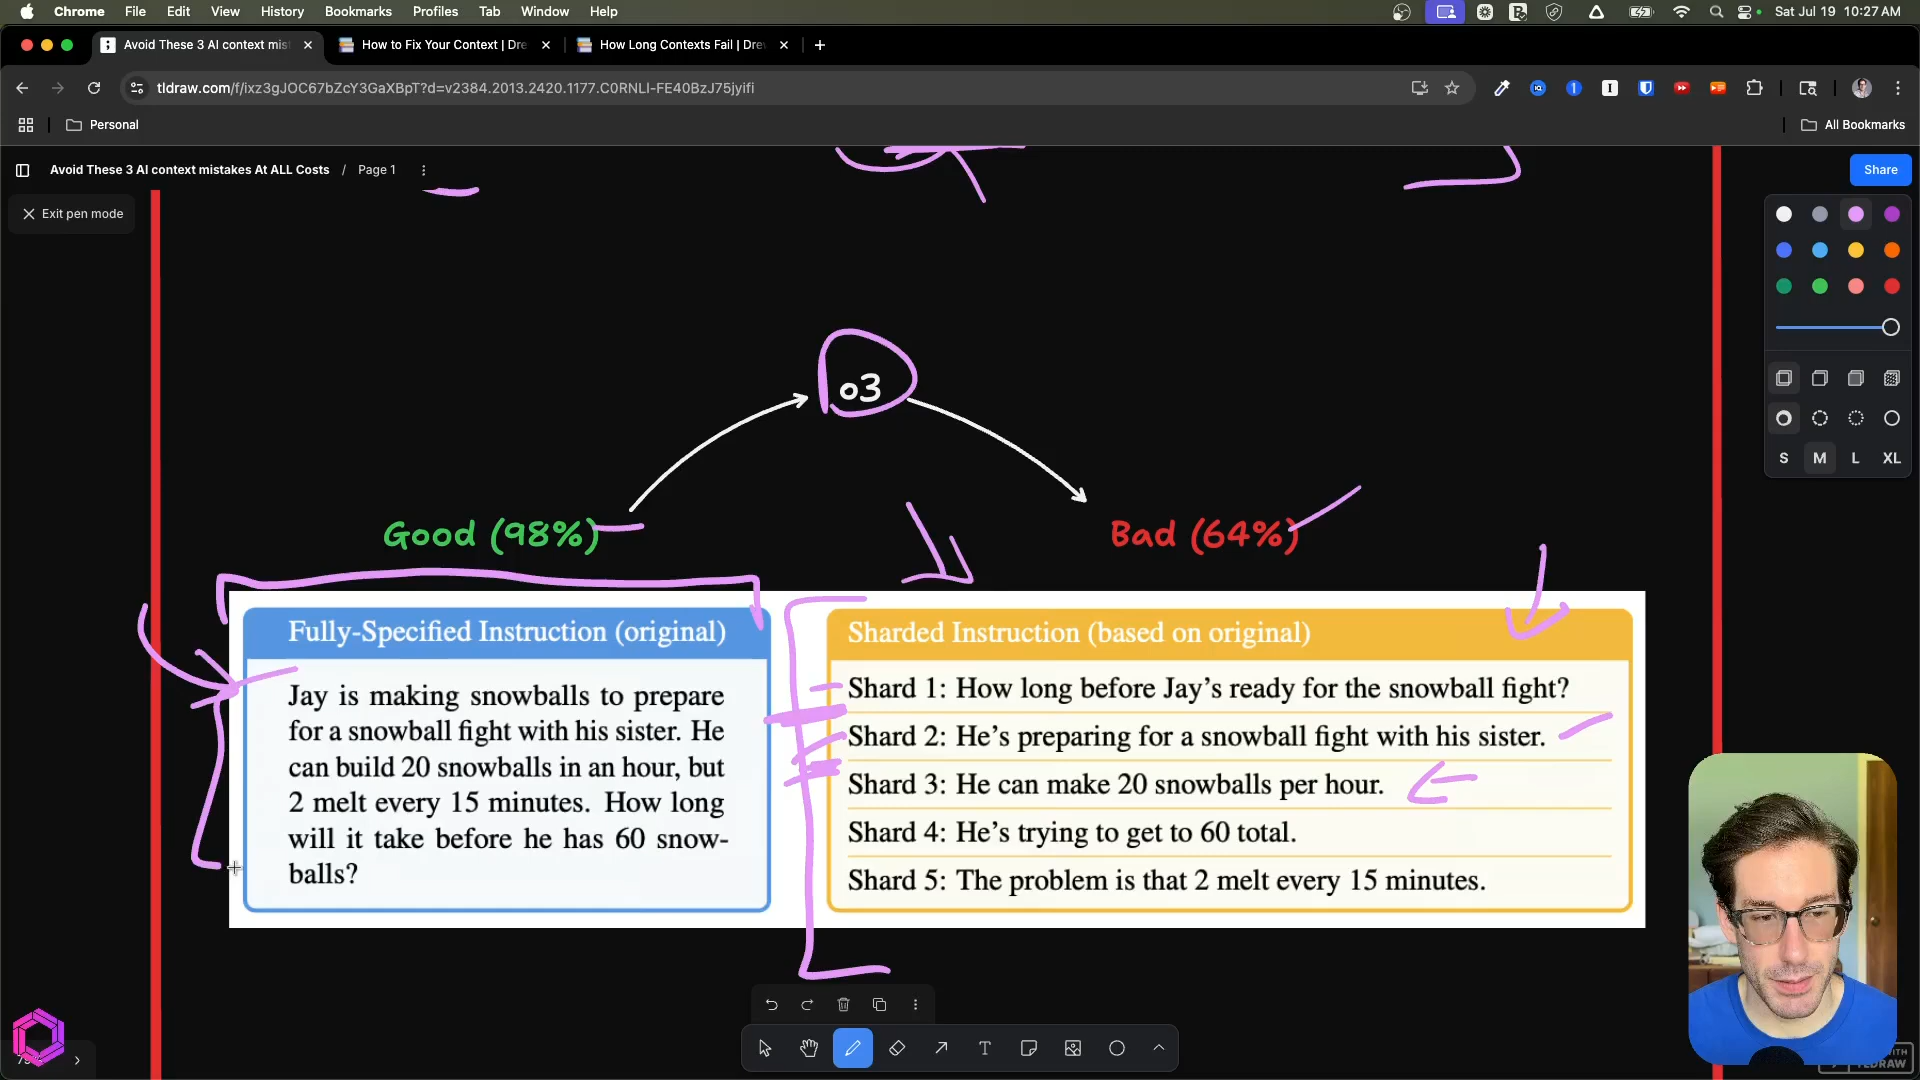 Chrome File Edit View History Bookmarks Profiles Tab Window Help
Sat Jul 19 10:27 AM
Avoid These 3 AI context mis
How to Fix Your Context | Dre
How Long Contexts Fail | Drew
tldraw.com/f/ixz3gJOC67bZcY3GaXBpT?d=v2384.2013.2420.1177.C0RNLI-FE40BzJ75jyifi
Personal
All Bookmarks
Avoid These 3 AI context mistakes At ALL Costs / Page 1
Share
Exit pen mode
S M L XL
o3
Good (98%)
Bad (64%)
Fully-Specified Instruction (original)
Jay is making snowballs to prepare
for a snowball fight with his sister. He
can build 20 snowballs in an hour, but
2 melt every 15 minutes. How long
will it take before he has 60 snow-
balls?
Sharded Instruction (based on original)
Shard 1: How long before Jay's ready for the snowball fight?
Shard 2: He's preparing for a snowball fight with his sister.
Shard 3: He can make 20 snowballs per hour.
Shard 4: He's trying to get to 60 total.
Shard 5: The problem is that 2 melt every 15 minutes.